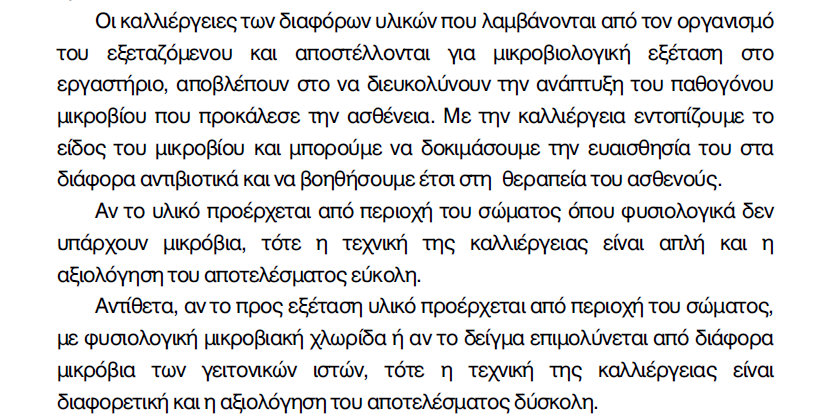 Οι καλλιέργειες των διαφόρων υλικών που λαμβάνονται από τον οργανισμό
του εξεταζόμενου και αποστέλλονται για μικροβιολογική εξέταση στο
εργαστήριο, αποβλέπουν στο να διευκολύνουν την ανάπτυξη του παθογόνου
μικροβίου που προκάλεσε την ασθένεια. Με την καλλιέργεια εντοπίζουμε το
είδος του μικροβίου και μπορούμε να δοκιμάσουμε την ευαισθησία του στα
διάφορα αντιβιοτικά και να βοηθήσουμε έτσι στη θεραπεία του ασθενούς.
Αν το υλικό προέρχεται από περιοχή του σώματος όπου φυσιολογικά δεν
υπάρχουν μικρόβια, τότε η τεχνική της καλλιέργειας είναι απλή και η
αξιολόγηση του αποτελέσματος εύκολη.
Αντίθετα, αν το προς εξέταση υλικό προέρχεται από περιοχή του σώματος,
με φυσιολογική μικροβιακή χλωρίδα ή αν το δείγμα επιμολύνεται από διάφορα
μικρόβια των γειτονικών ιστών, τότε η τεχνική της καλλιέργειας είναι
διαφορετική και η αξιολόγηση του αποτελέσματος δύσκολη.